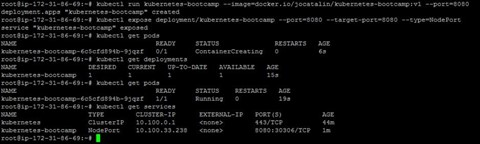 root@ip-172-31-86-69:~# kubectl run kubernetes-bootcamp --image=docker.io/jocatalin/kubernetes-bootcamp:v1 --port=8080
deployment.apps "kubernetes-bootcamp" created
root@ip-172-31-86-69:~# kubectl expose deployment/kubernetes-bootcamp --port=8080 --target-port=8080 --type=NodePort
service "kubernetes-bootcamp" exposed
root@ip-172-31-86-69:~# kubectl get pods
NAME READY STATUS RESTARTS AGE
kubernetes-bootcamp-6c5cfd894b-9jqzf 0/1 ContainerCreating 0 6s
root@ip-172-31-86-69:~# kubectl get deployments
NAME DESIRED CURRENT UP-TO-DATE AVAILABLE AGE
kubernetes-bootcamp 1 1 1 1 15s
root@ip-172-31-86-69:~# kubectl get pods
NAME READY STATUS RESTARTS AGE
kubernetes-bootcamp-6c5cfd894b-9jqzf 1/1 Running 0 19s
root@ip-172-31-86-69:~# kubectl get services
NAME TYPE CLUSTER-IP EXTERNAL-IP PORT(S) AGE
kubernetes ClusterIP 10.100.0.1 <none> 443/TCP 44m
kubernetes-bootcamp NodePort 10.100.33.238 <none> 8080:30306/TCP 1m
root@ip-172-31-86-69:~#